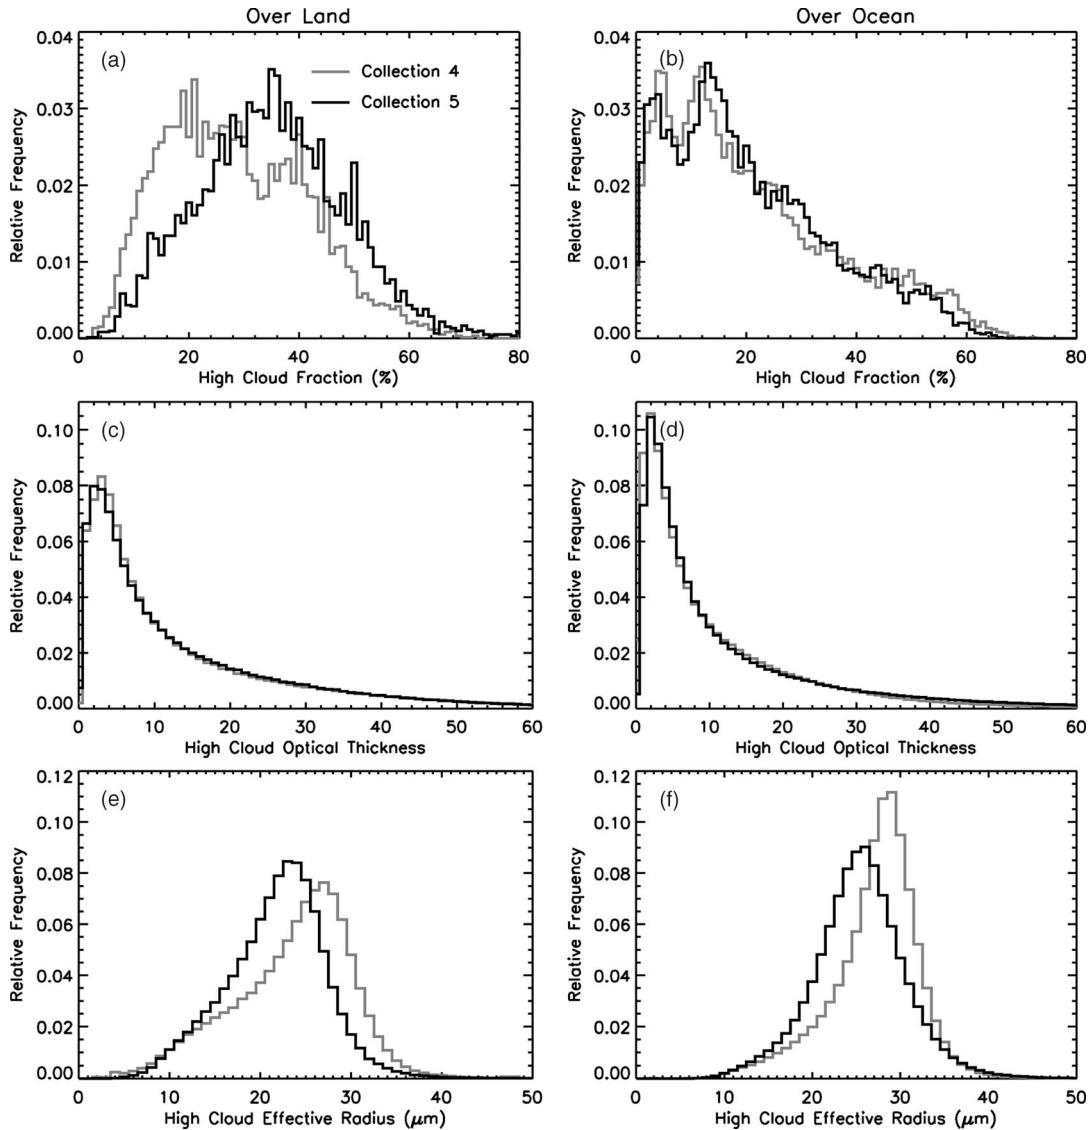 Over Land
Over Ocean
(a)
Collection 4
Collection 5
Relative Frequency
0.04
0.03
0.02
0.01
0.00
0 20 40 60 80
High Cloud Fraction (%)
(b)
Relative Frequency
0.04
0.03
0.02
0.01
0.00
0 20 40 60 80
High Cloud Fraction (%)
(c)
Relative Frequency
0.10
0.08
0.06
0.04
0.02
0.00
0 10 20 30 40 50 60
High Cloud Optical Thickness
(d)
Relative Frequency
0.10
0.08
0.06
0.04
0.02
0.00
0 10 20 30 40 50 60
High Cloud Optical Thickness
(e)
Relative Frequency
0.12
0.10
0.08
0.06
0.04
0.02
0.00
0 10 20 30 40 50
High Cloud Effective Radius (μm)
(f)
Relative Frequency
0.12
0.10
0.08
0.06
0.04
0.02
0.00
0 10 20 30 40 50
High Cloud Effective Radius (μm)